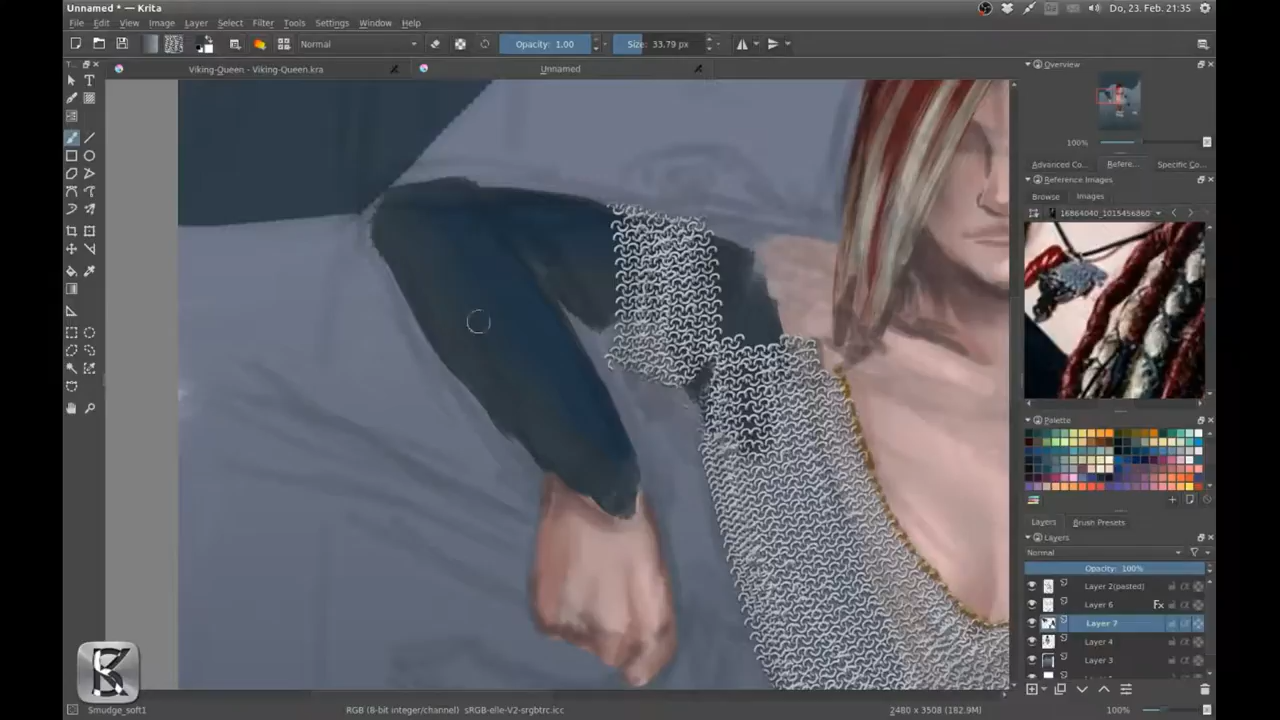 Unnamed * — Krita
Do, 23. Feb. 21:35
File Edit View Image Layer Select Filter Tools Settings Window Help
Normal
Opacity: 1.00
Size: 33.79 px
Viking-Queen - Viking-Queen.kra
Unnamed
Overview
100%
Advanced Co... Refere... Specific Co...
Reference Images
Browse Images
16864040_1015456860
Palette
Layers Brush Presets
Layers
Normal
Opacity: 100%
Layer 2(pasted)
Layer 6 Fx
Layer 7
Layer 4
Layer 3
Smudge_soft1
RGB (8-bit integer/channel) sRGB-elle-V2-srgbtrc.icc
2480 x 3508 (182.9M)
100%
K